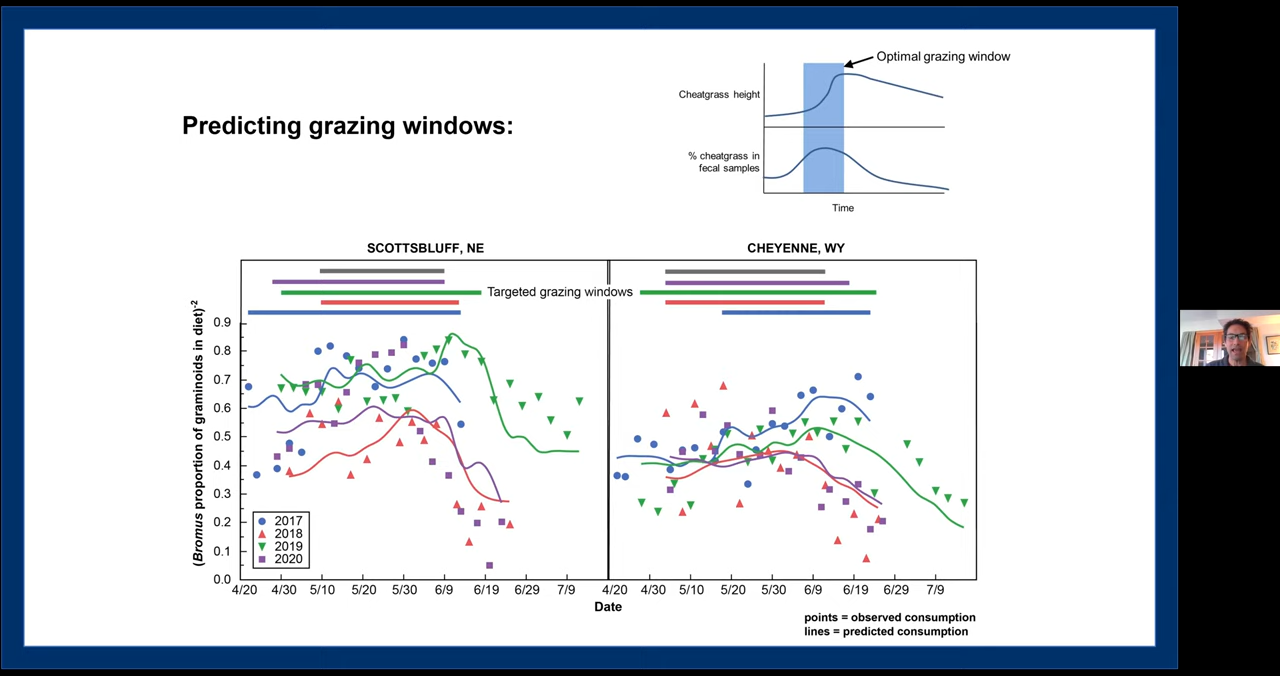 Optimal grazing window
Cheatgrass height
Predicting grazing windows:
% cheatgrass in
fecal samples
Time
SCOTTSBLUFF, NE
CHEYENNE, WY
Targeted grazing windows
(Bromus proportion of graminoids in diet)-2
0.9
0.8
0.7
0.6
0.5
0.4
0.3
0.2
0.1
0.0
2017
2018
2019
2020
4/20 4/30 5/10 5/20 5/30 6/9 6/19 6/29 7/9
4/20 4/30 5/10 5/20 5/30 6/9 6/19 6/29 7/9
Date
points = observed consumption
lines = predicted consumption